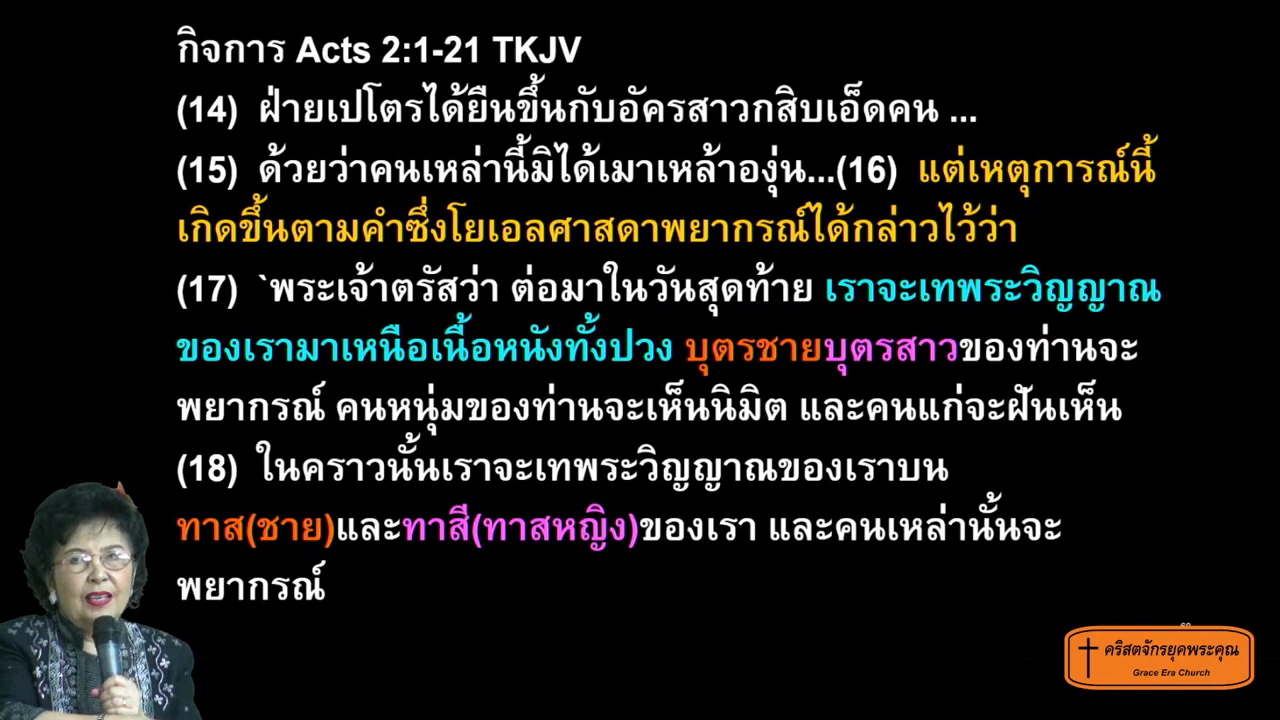 กิจการ Acts 2:1-21 TKJV
(14) ฝ่ายเปโตรได้ยืนขึ้นกับอัครสาวกสิบเอ็ดคน ...
(15) ด้วยว่าคนเหล่านี้มิได้เมาเหล้าองุ่น...(16) แต่เหตุการณ์นี้
เกิดขึ้นตามคำซึ่งโยเอลศาสดาพยากรณ์ได้กล่าวไว้ว่า
(17) `พระเจ้าตรัสว่า ต่อมาในวันสุดท้าย เราจะเทพระวิญญาณ
ของเรามาเหนือเนื้อหนังทั้งปวง บุตรชายบุตรสาวของท่านจะ
พยากรณ์ คนหนุ่มของท่านจะเห็นนิมิต และคนแก่จะฝันเห็น
(18) ในคราวนั้นเราจะเทพระวิญญาณของเราบน
ทาส(ชาย)และทาสี(ทาสหญิง)ของเรา และคนเหล่านั้นจะ
พยากรณ์
คริสตจักรยุคพระคุณ
Grace Era Church